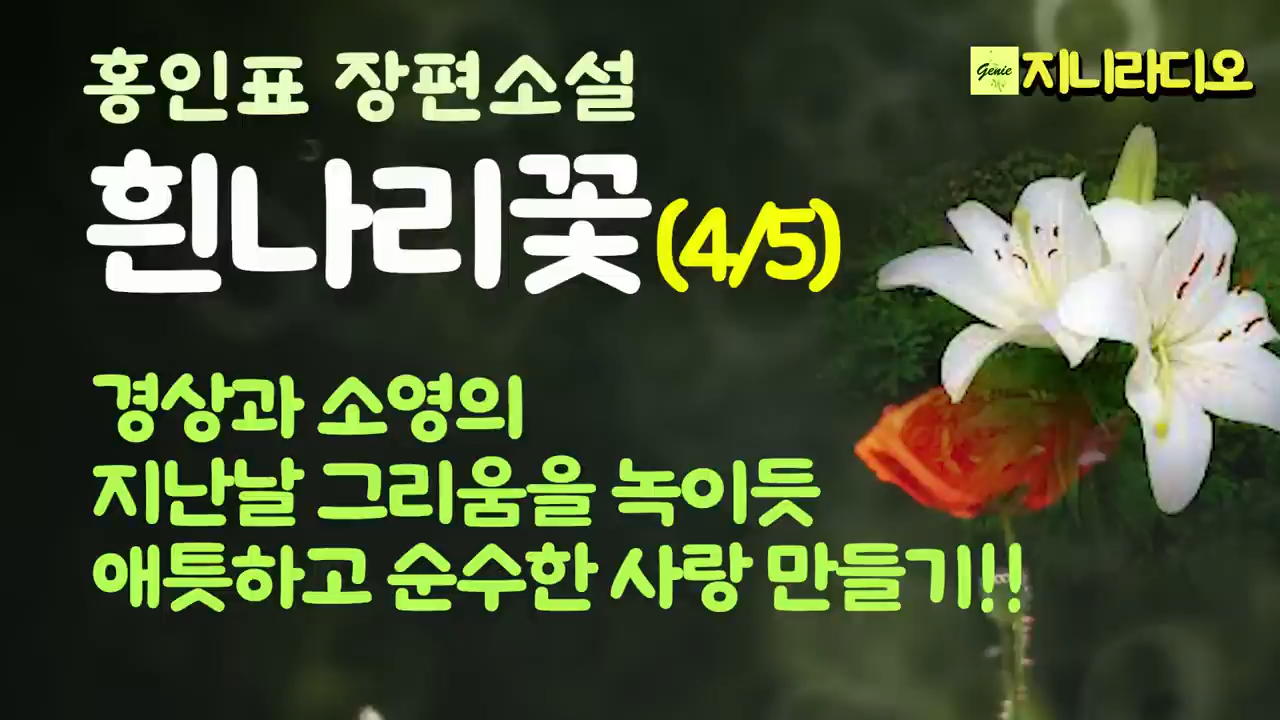 홍인표 장편소설
Genie 지니라디오
흰나리꽃(4/5)
경상과 소영의
지난날 그리움을 녹이듯
애틋하고 순수한 사랑 만들기!!